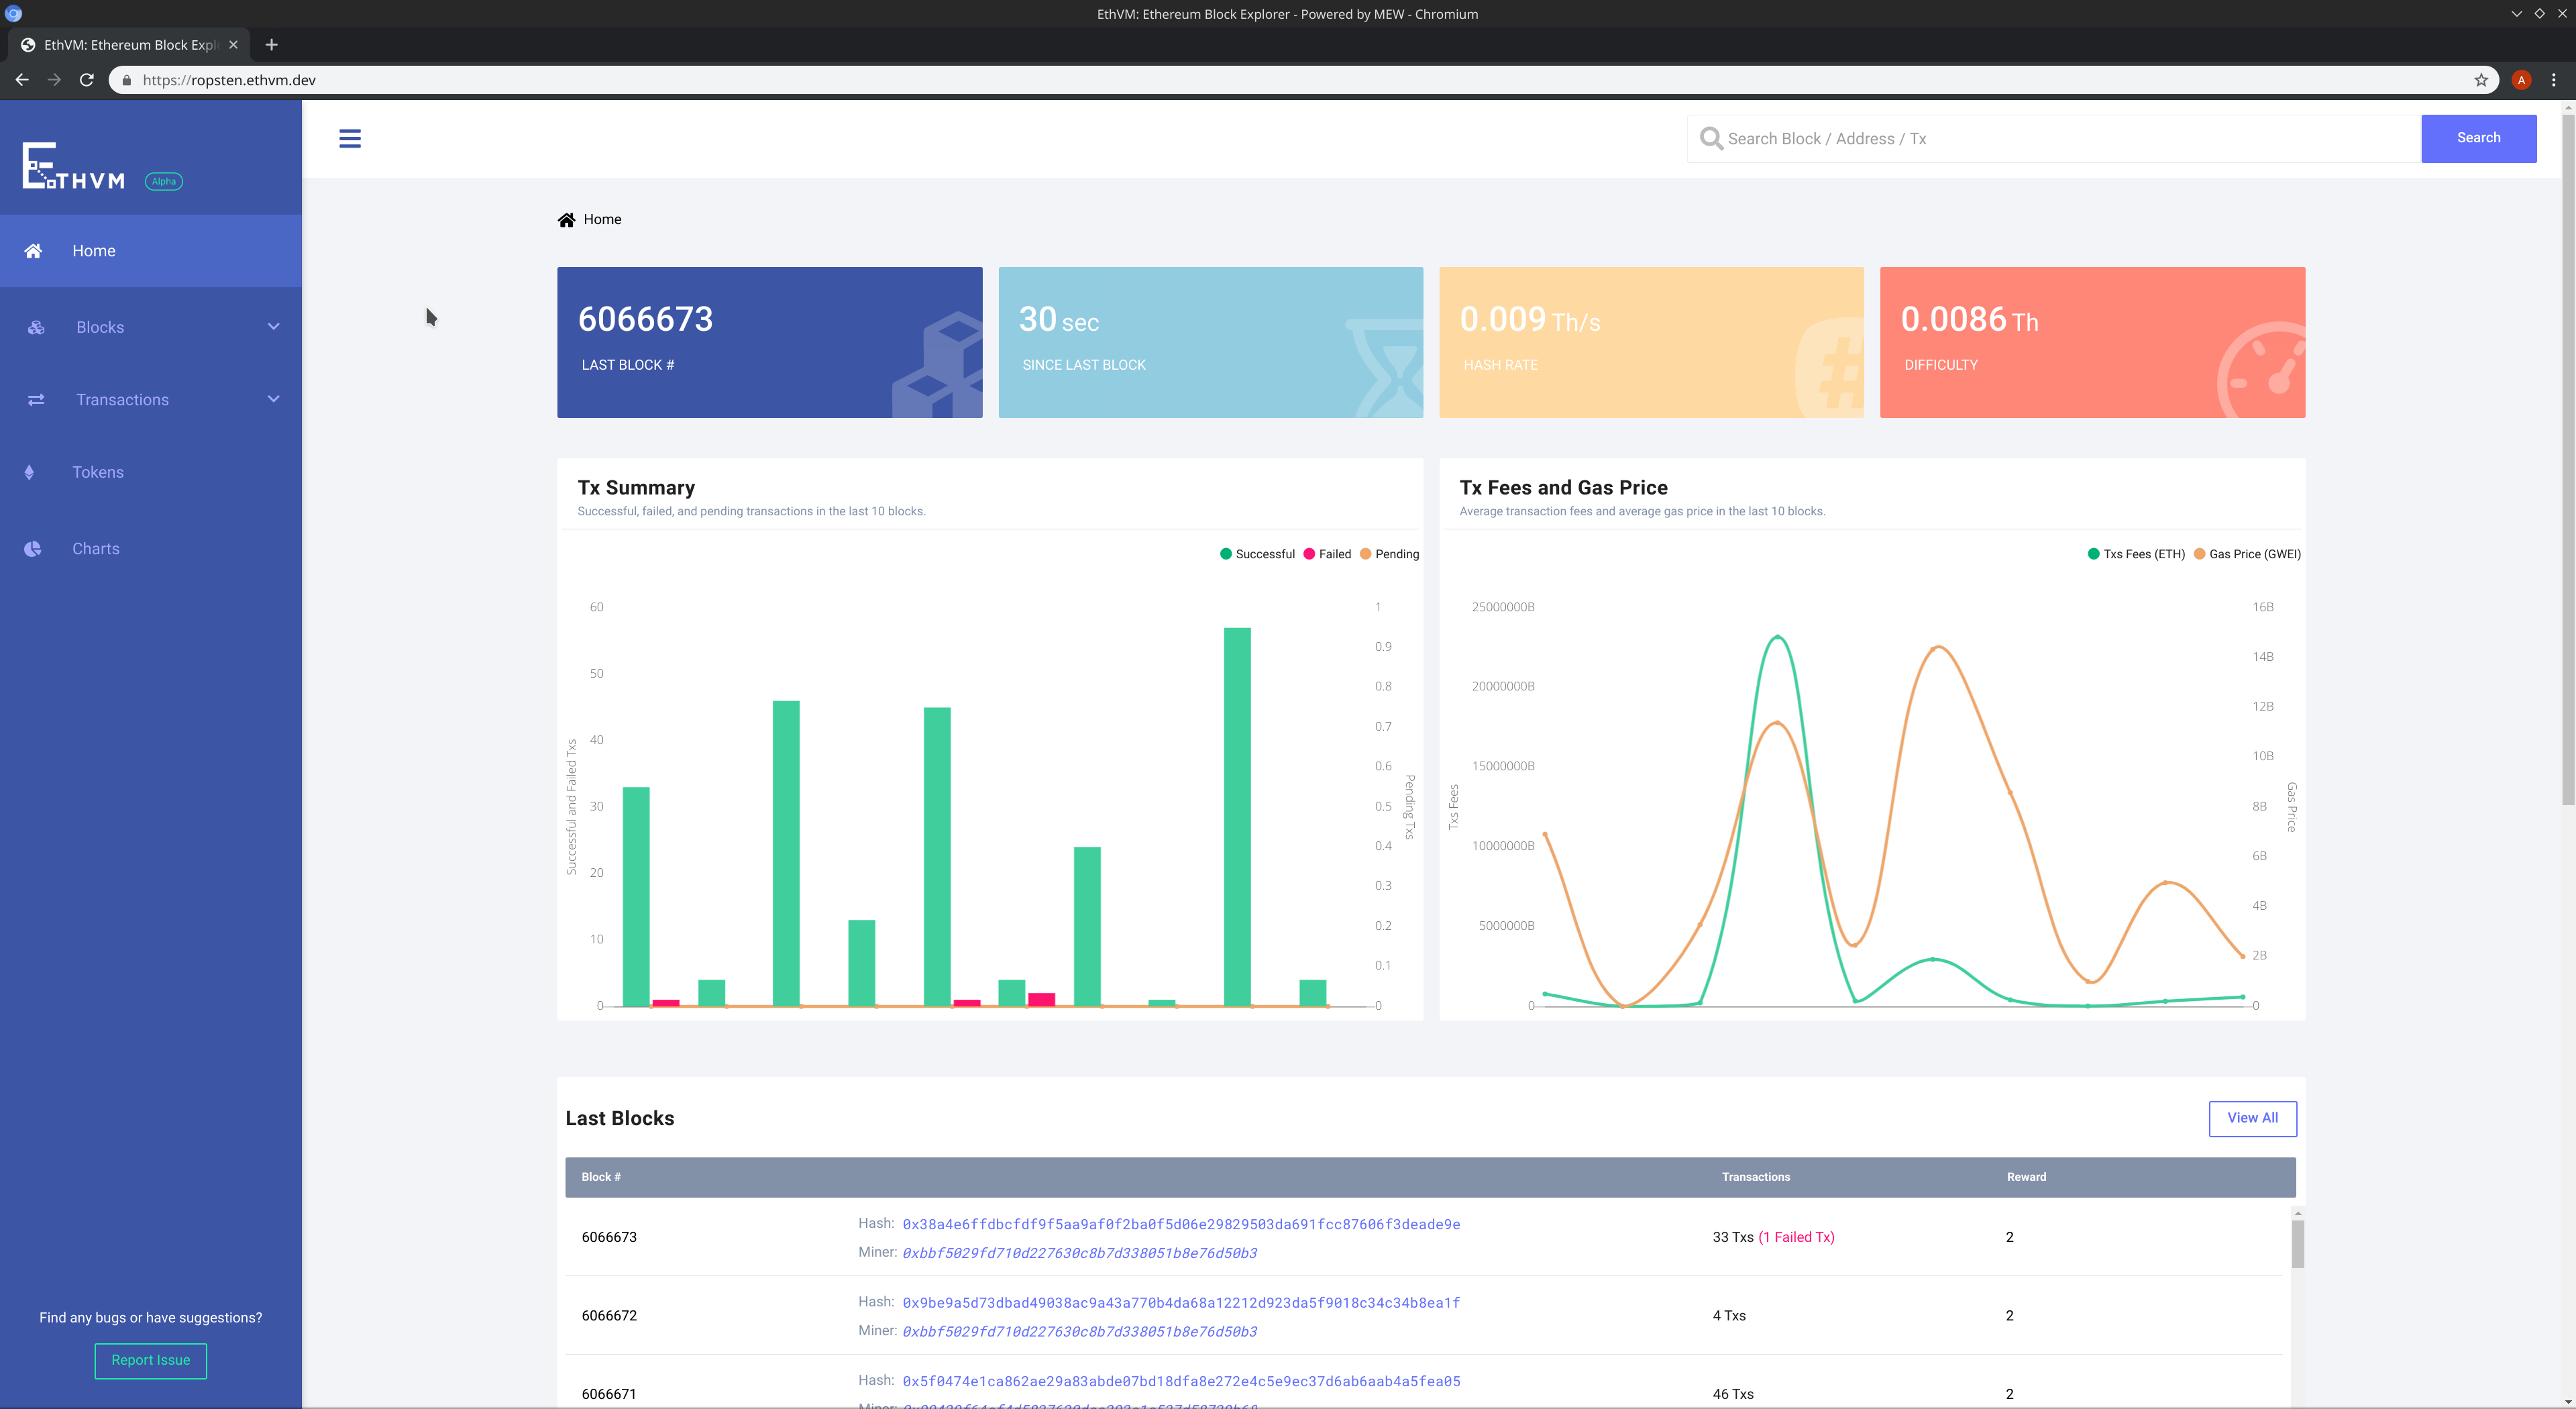 EthVM: Ethereum Block Explorer - Powered by MEW - Chromium
EthVM: Ethereum Block Expl
https://ropsten.ethvm.dev
A
ETHVM Alpha
Home
Blocks
Transactions
Tokens
Charts
Find any bugs or have suggestions?
Report Issue
Search Block / Address / Tx
Search
Home
6066673
LAST BLOCK #
30 sec
SINCE LAST BLOCK
0.009 Th/s
HASH RATE
#
0.0086 Th
DIFFICULTY
Tx Summary
Successful, failed, and pending transactions in the last 10 blocks.
Successful Failed Pending
60
50
40
30
20
10
0
Successful and Failed Txs
1
0.9
0.8
0.7
0.6
0.5
0.4
0.3
0.2
0.1
0
Pending Txs
Tx Fees and Gas Price
Average transaction fees and average gas price in the last 10 blocks.
Txs Fees (ETH) Gas Price (GWEI)
25000000B
20000000B
15000000B
10000000B
5000000B
0
Txs Fees
16B
14B
12B
10B
8B
6B
4B
2B
0
Gas Price
Last Blocks
View All
Block # Transactions Reward
6066673
Hash: 0x38a4e6ffdbcfdf9f5aa9af0f2ba0f5d06e29829503da691fcc87606f3deade9e
Miner: 0xbbf5029fd710d227630c8b7d338051b8e76d50b3
33 Txs (1 Failed Tx)
2
6066672
Hash: 0x9be9a5d73dbad49038ac9a43a770b4da68a12212d923da5f9018c34c34b8ea1f
Miner: 0xbbf5029fd710d227630c8b7d338051b8e76d50b3
4 Txs
2
6066671
Hash: 0x5f0474e1ca862ae29a83abde07bd18dfa8e272e4c5e9ec37d6ab6aab4a5fea05
Miner:
46 Txs
2